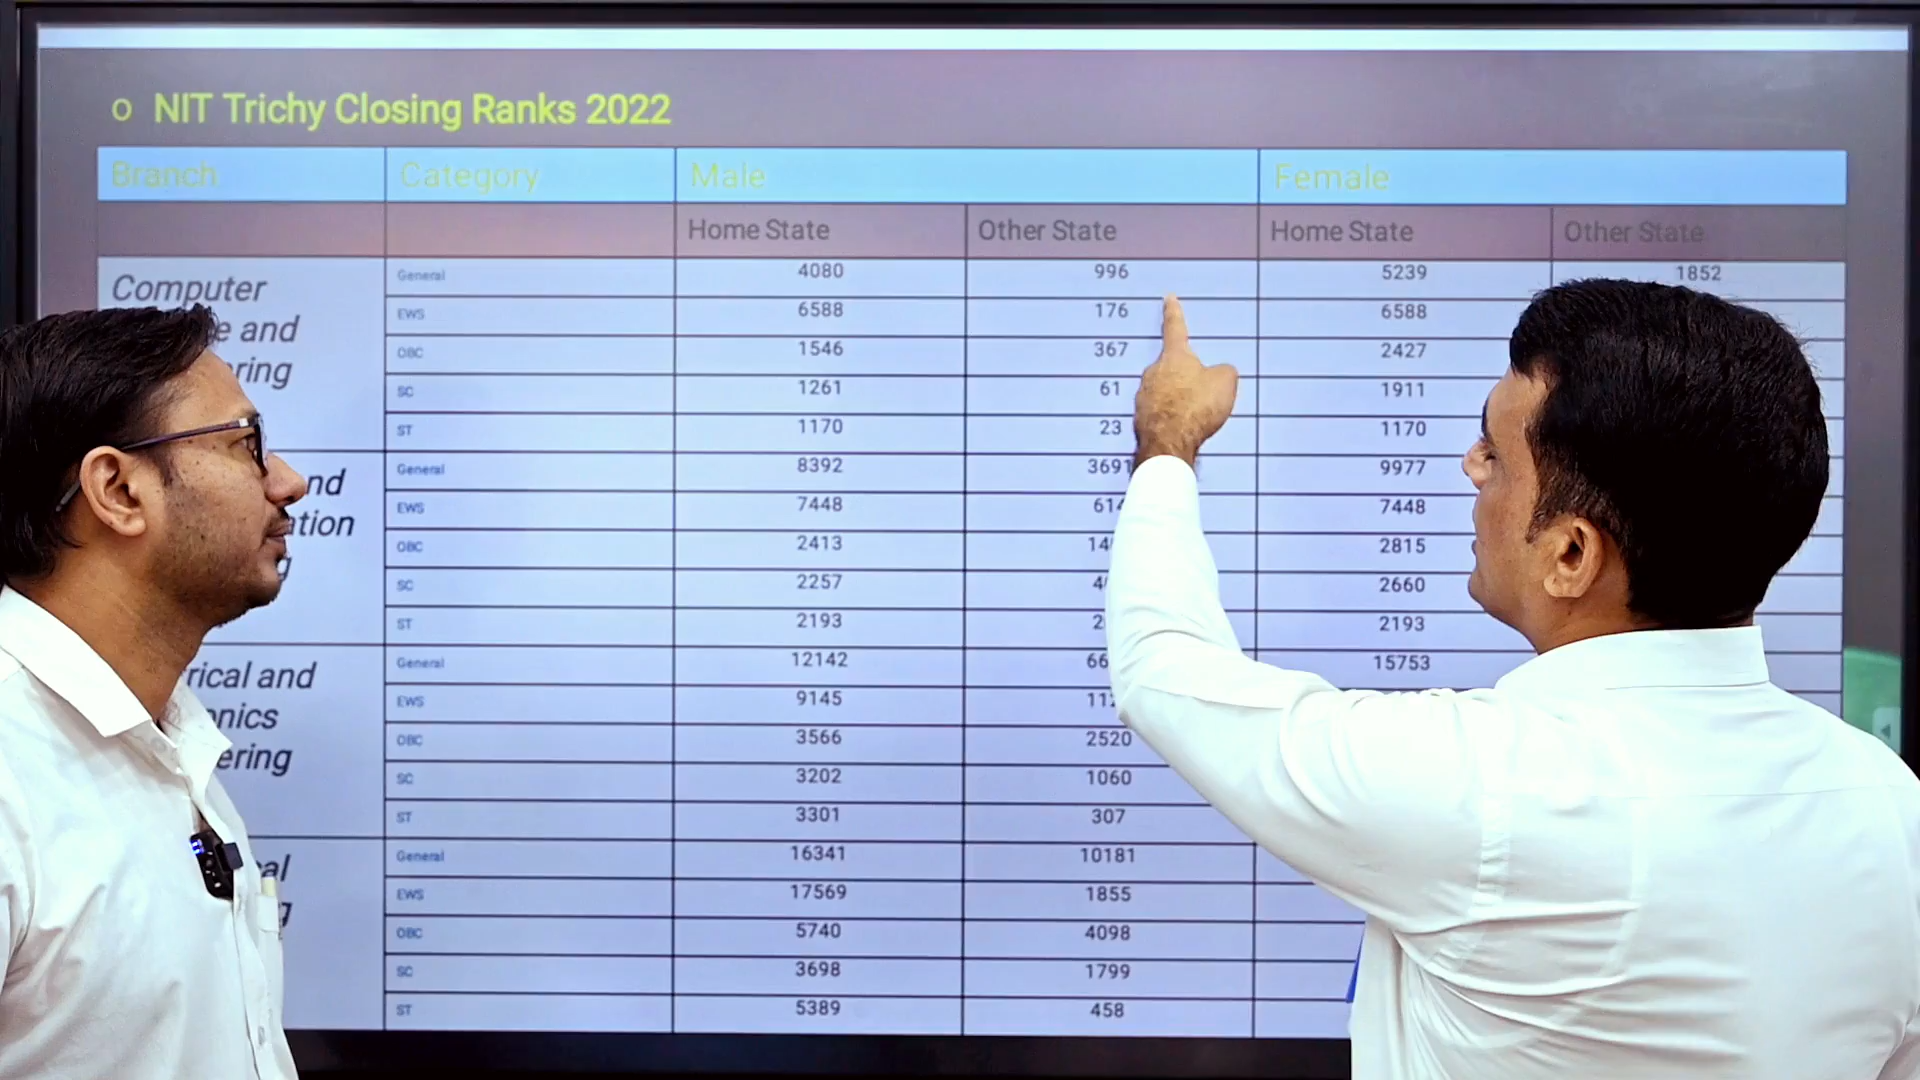 o NIT Trichy Closing Ranks 2022
Branch Category Male Female
Home State Other State Home State Other State
Computer
General 4080 996 5239 1852
e and
EWS 6588 176 6588
ring
OBC 1546 367 2427
SC 1261 61 1911
ST 1170 23 1170
General 8392 3691 9977
nd
EWS 7448 614 7448
ation
OBC 2413 14 2815
SC 2257 4 2660
ST 2193 2 2193
General 12142 66 15753
rical and
EWS 9145 11
onics
OBC 3566 2520
ering
SC 3202 1060
ST 3301 307
General 16341 10181
al
EWS 17569 1855
g
OBC 5740 4098
SC 3698 1799
ST 5389 458